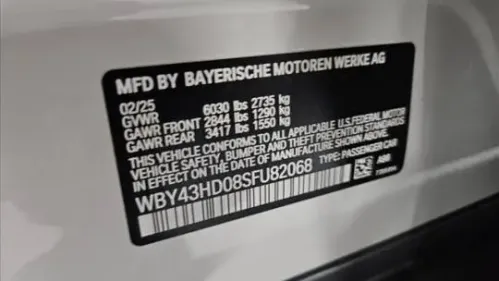 MFD BY BAYERISCHE MOTOREN WERKE AG
02/25
GVWR 6030 lbs 2735 kg
GAWR FRONT 2844 lbs 1290 kg
GAWR REAR 3417 lbs 1550 kg
THIS VEHICLE CONFORMS TO ALL APPLICABLE U.S. FEDERAL MOTOR
VEHICLE SAFETY, BUMPER AND THEFT PREVENTION STANDARDS
IN EFFECT ON THE DATE OF MANUFACTURE SHOWN ABOVE.
WBY43HD08SFU82068 TYPE: PASSENGER CAR